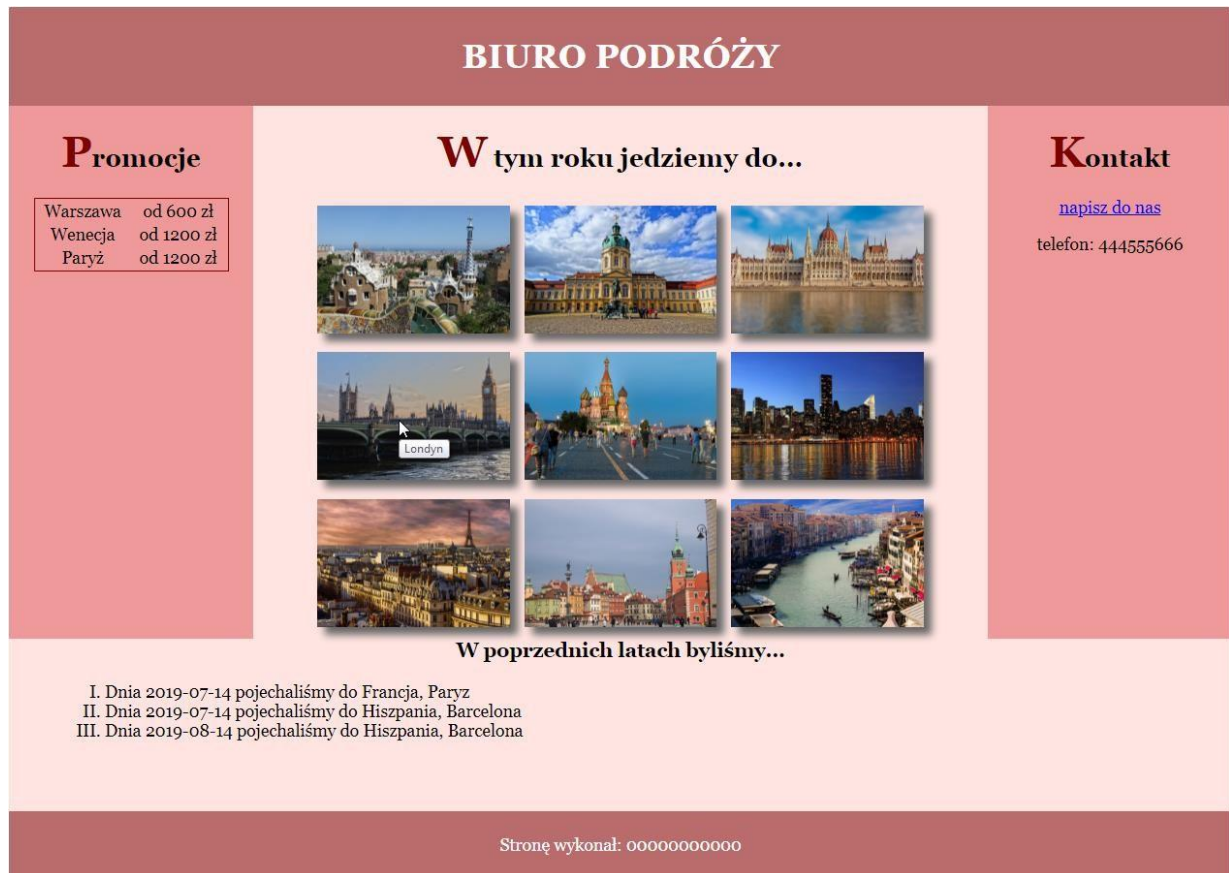 BIURO PODRÓŻY
Promocje
Warszawa od 600 zł
Wenecja od 1200 zł
Paryż od 1200 zł
W tym roku jedziemy do...
Londyn
Kontakt
napisz do nas
telefon: 444555666
W poprzednich latach byliśmy...
I. Dnia 2019-07-14 pojechaliśmy do Francja, Paryz
II. Dnia 2019-07-14 pojechaliśmy do Hiszpania, Barcelona
III. Dnia 2019-08-14 pojechaliśmy do Hiszpania, Barcelona
Stronę wykonał: 00000000000